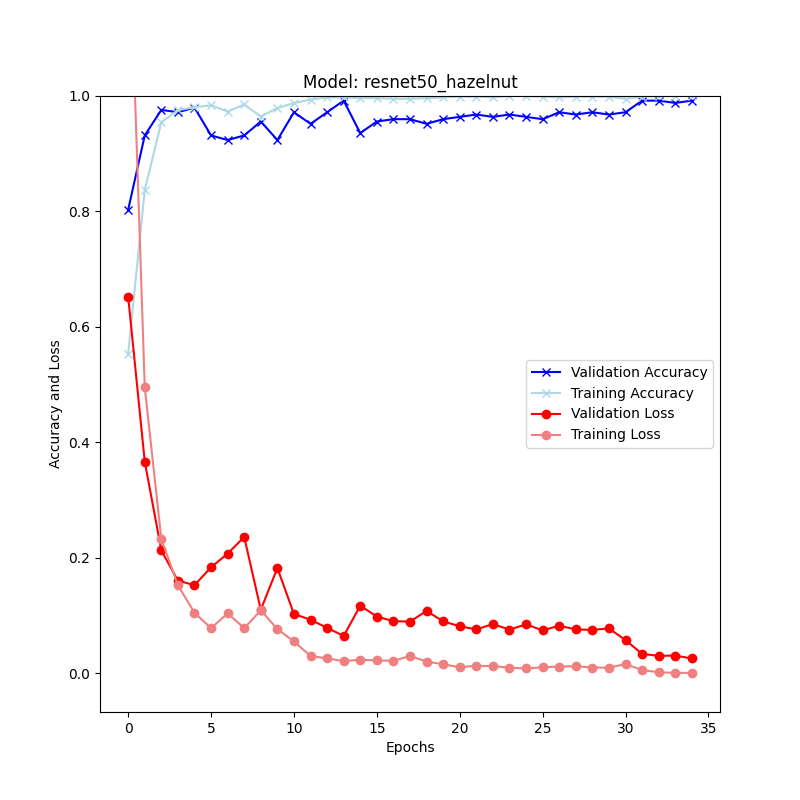 Model: resnet50_hazelnut
1.0
0.8
0.6
0.4
0.2
0.0
Accuracy and Loss
Validation Accuracy
Training Accuracy
Validation Loss
Training Loss
0 5 10 15 20 25 30 35
Epochs